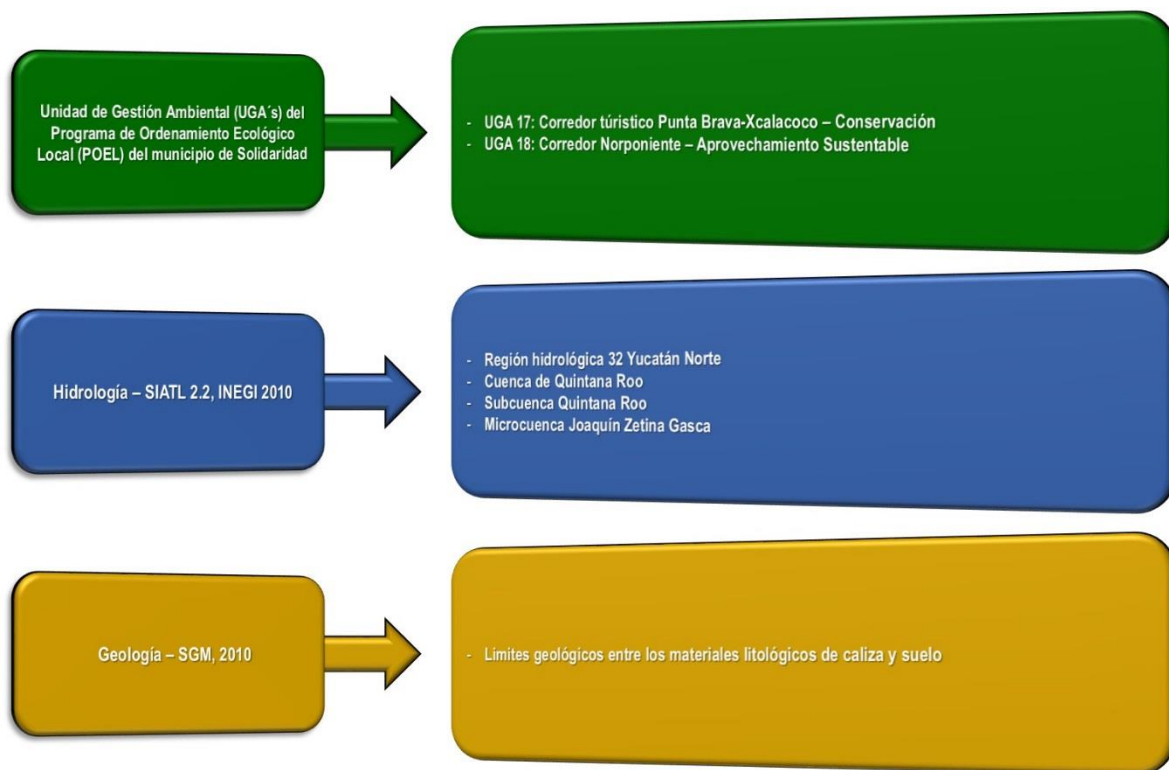 Unidad de Gestión Ambiental (UGA´s) del
Programa de Ordenamiento Ecológico
Local (POEL) del municipio de Solidaridad
- UGA 17: Corredor túristico Punta Brava-Xcalacoco – Conservación
- UGA 18: Corredor Norponiente – Aprovechamiento Sustentable
Hidrología – SIATL 2.2, INEGI 2010
- Región hidrológica 32 Yucatán Norte
- Cuenca de Quintana Roo
- Subcuenca Quintana Roo
- Microcuenca Joaquín Zetina Gasca
Geología – SGM, 2010
- Limites geológicos entre los materiales litológicos de caliza y suelo